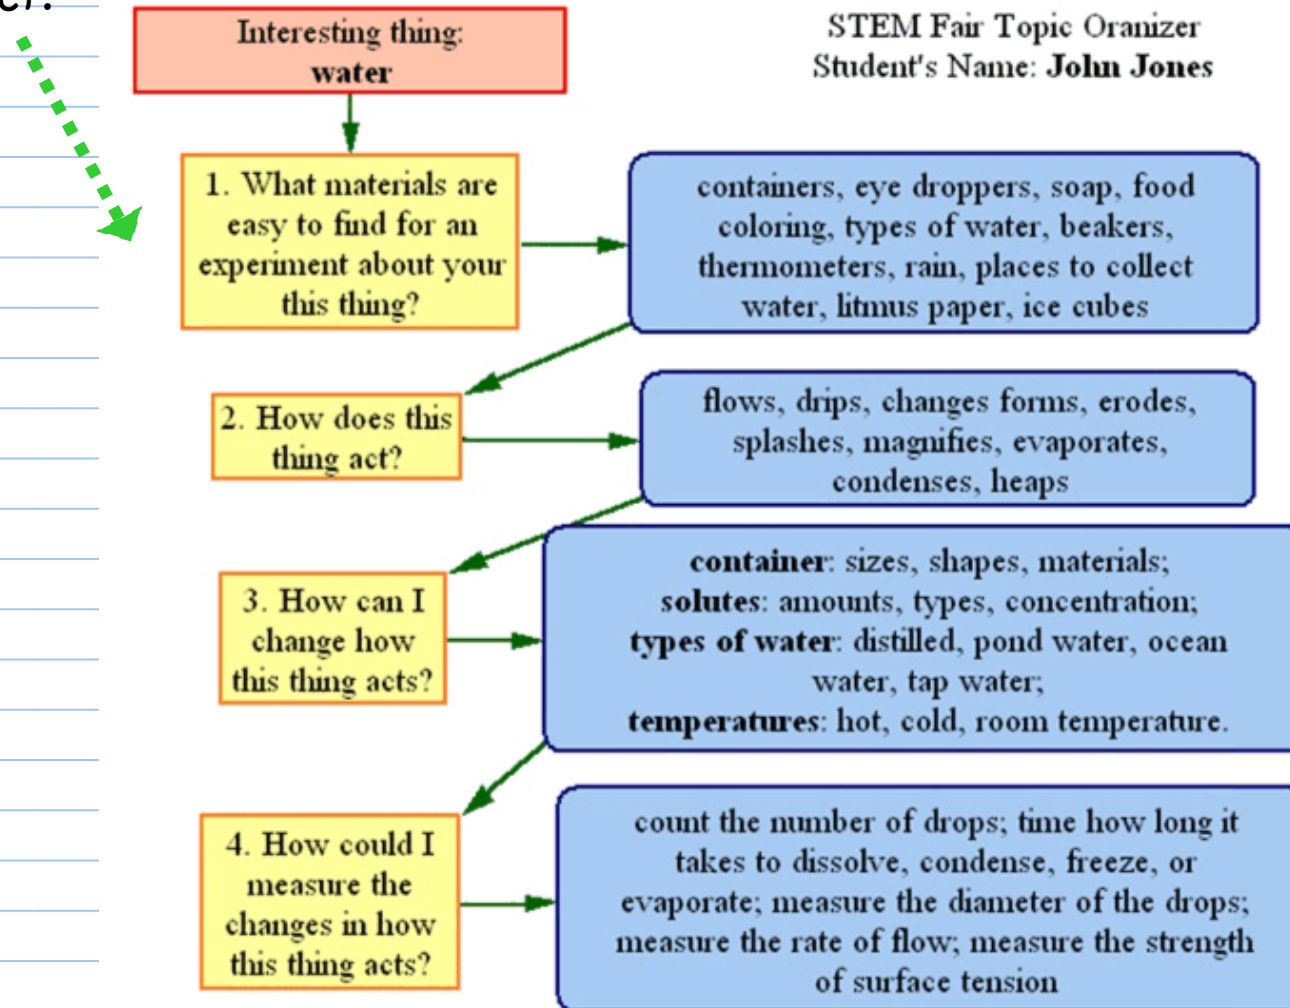 Interesting thing:
water
STEM Fair Topic Oranizer
Student's Name: John Jones
1. What materials are
easy to find for an
experiment about your
this thing?
containers, eye droppers, soap, food
coloring, types of water, beakers,
thermometers, rain, places to collect
water, litmus paper, ice cubes
2. How does this
thing act?
flows, drips, changes forms, erodes,
splashes, magnifies, evaporates,
condenses, heaps
3. How can I
change how
this thing acts?
container: sizes, shapes, materials;
solutes: amounts, types, concentration;
types of water: distilled, pond water, ocean
water, tap water;
temperatures: hot, cold, room temperature.
4. How could I
measure the
changes in how
this thing acts?
count the number of drops; time how long it
takes to dissolve, condense, freeze, or
evaporate; measure the diameter of the drops;
measure the rate of flow; measure the strength
of surface tension